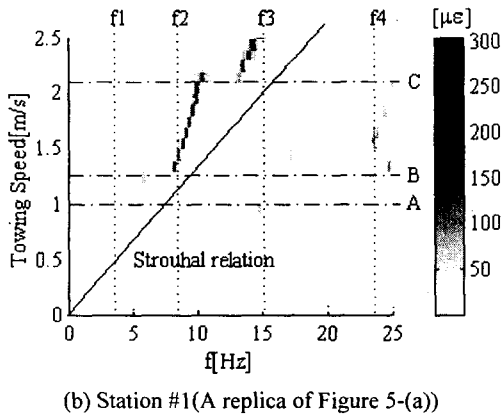 f1 f2 f3 f4 [µε]
2.5
2
1.5
1
0.5
0
Towing Speed[m/s]
C
B
A
300
250
200
150
100
50
Strouhal relation
0 5 10 15 20 25
f[Hz]
(b) Station #1(A replica of Figure 5-(a))